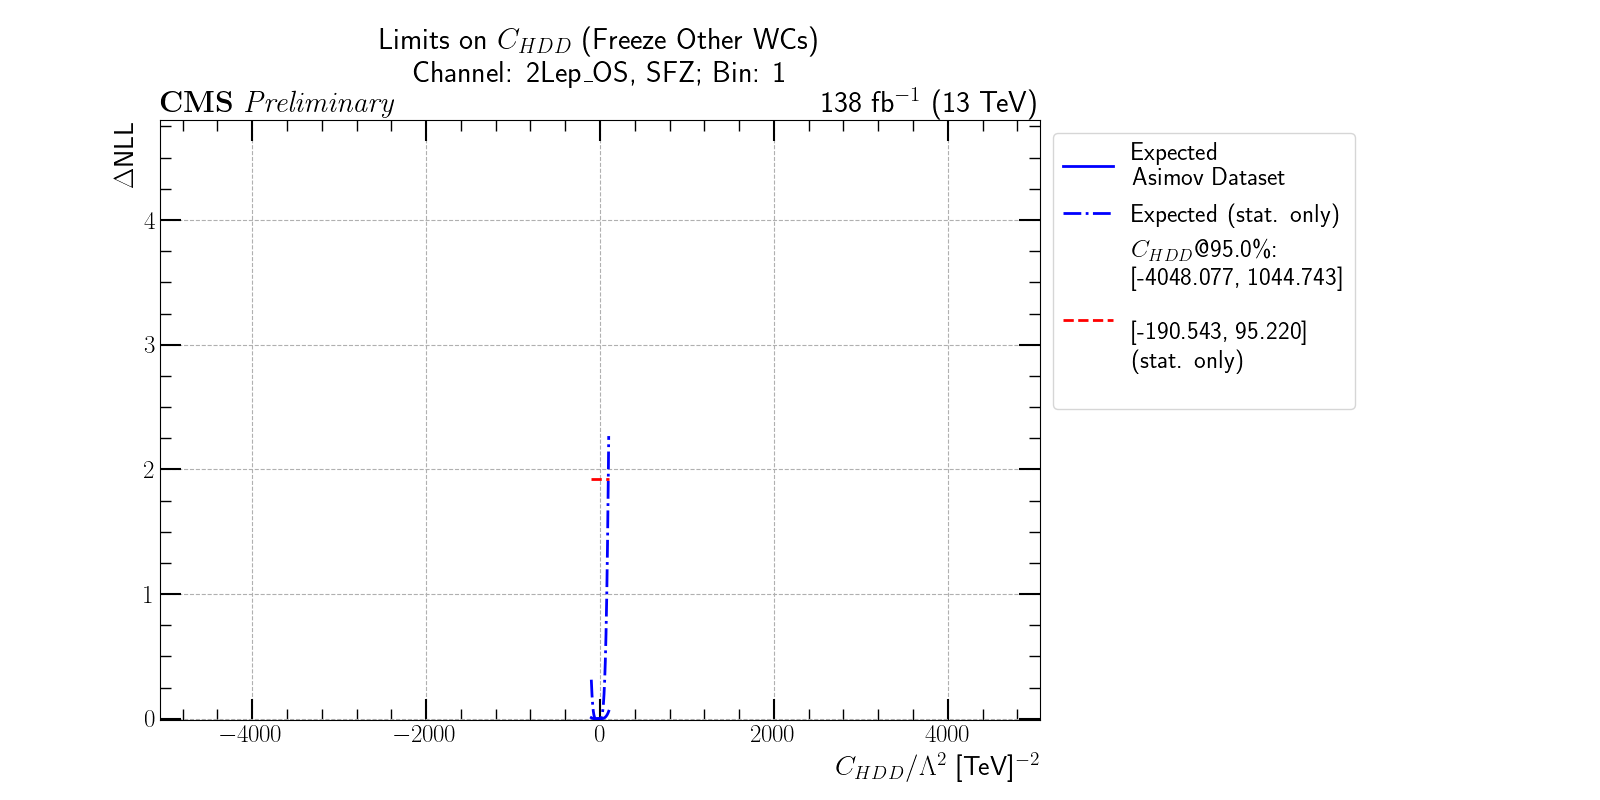 Limits on C_HDD (Freeze Other WCs)
Channel: 2Lep_OS, SFZ; Bin: 1
CMS Preliminary
138 fb⁻¹ (13 TeV)
ΔNLL
4
3
2
1
0
−4000
−2000
0
2000
4000
C_HDD/Λ² [TeV]⁻²
Expected
Asimov Dataset
Expected (stat. only)
C_HDD@95.0%:
[-4048.077, 1044.743]
[-190.543, 95.220]
(stat. only)